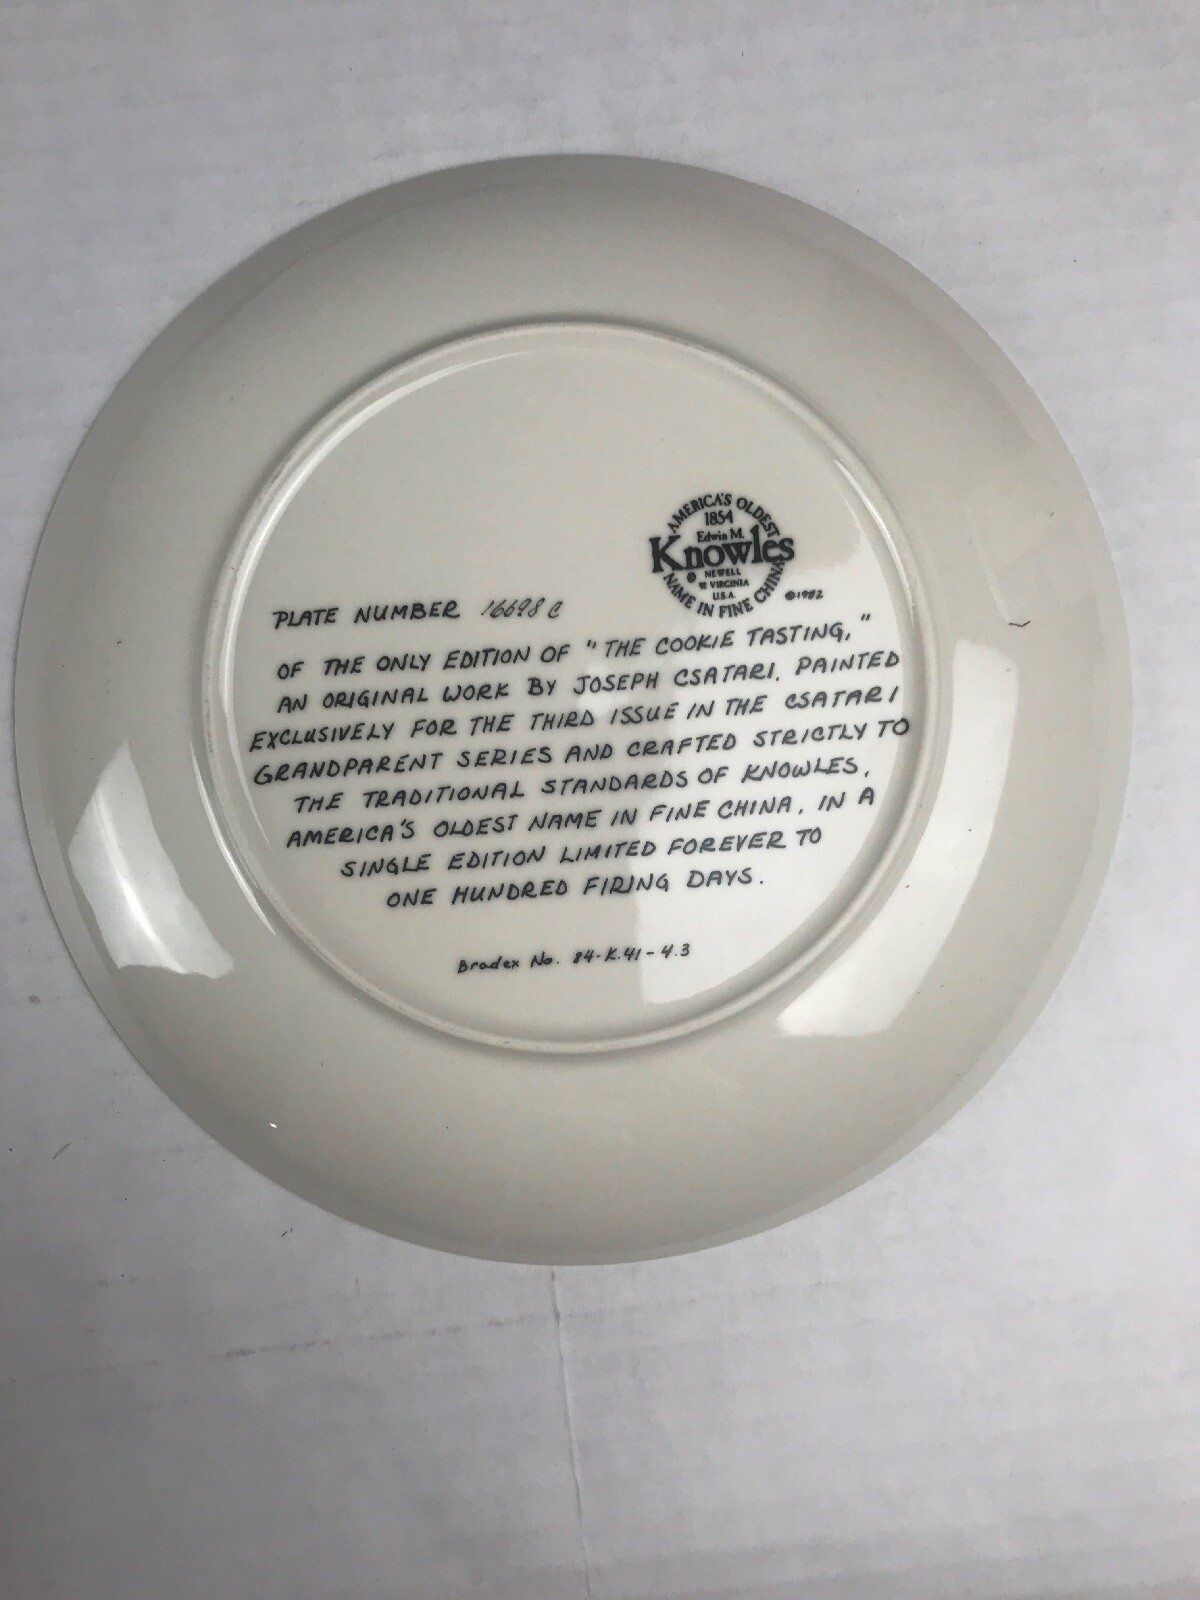 AMERICA'S OLDEST
1854
Edwin M.
Knowles
NEWELL
W VIRGINIA
U.S.A.
NAME IN FINE CHINA
©1982
PLATE NUMBER 16698 C
OF THE ONLY EDITION OF "THE COOKIE TASTING,"
AN ORIGINAL WORK BY JOSEPH CSATARI, PAINTED
EXCLUSIVELY FOR THE THIRD ISSUE IN THE CSATARI
GRANDPARENT SERIES AND CRAFTED STRICTLY TO
THE TRADITIONAL STANDARDS OF KNOWLES,
AMERICA'S OLDEST NAME IN FINE CHINA, IN A
SINGLE EDITION LIMITED FOREVER TO
ONE HUNDRED FIRING DAYS.
Bradex No. 84-K41-4.3